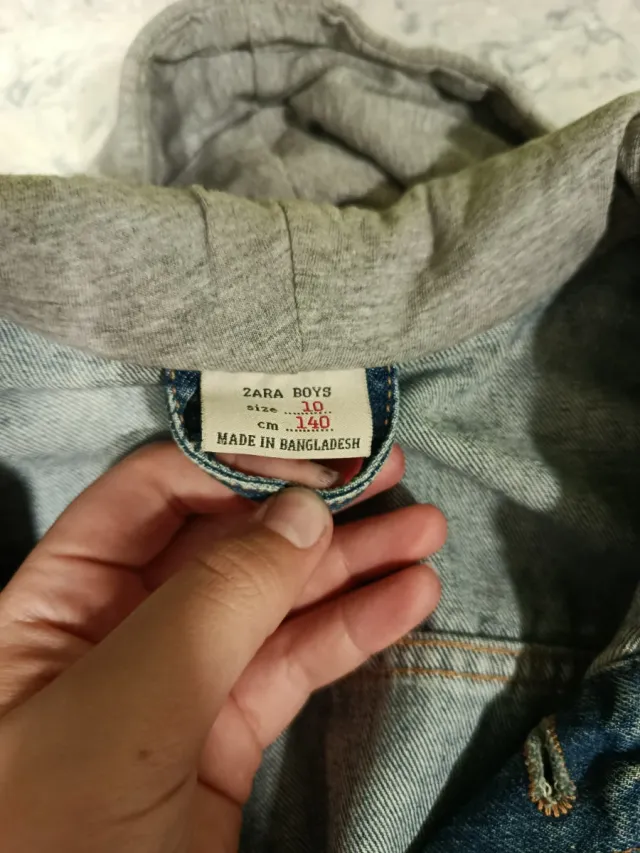 ZARA BOYS
size ......10..
cm ..140..
MADE IN BANGLADESH